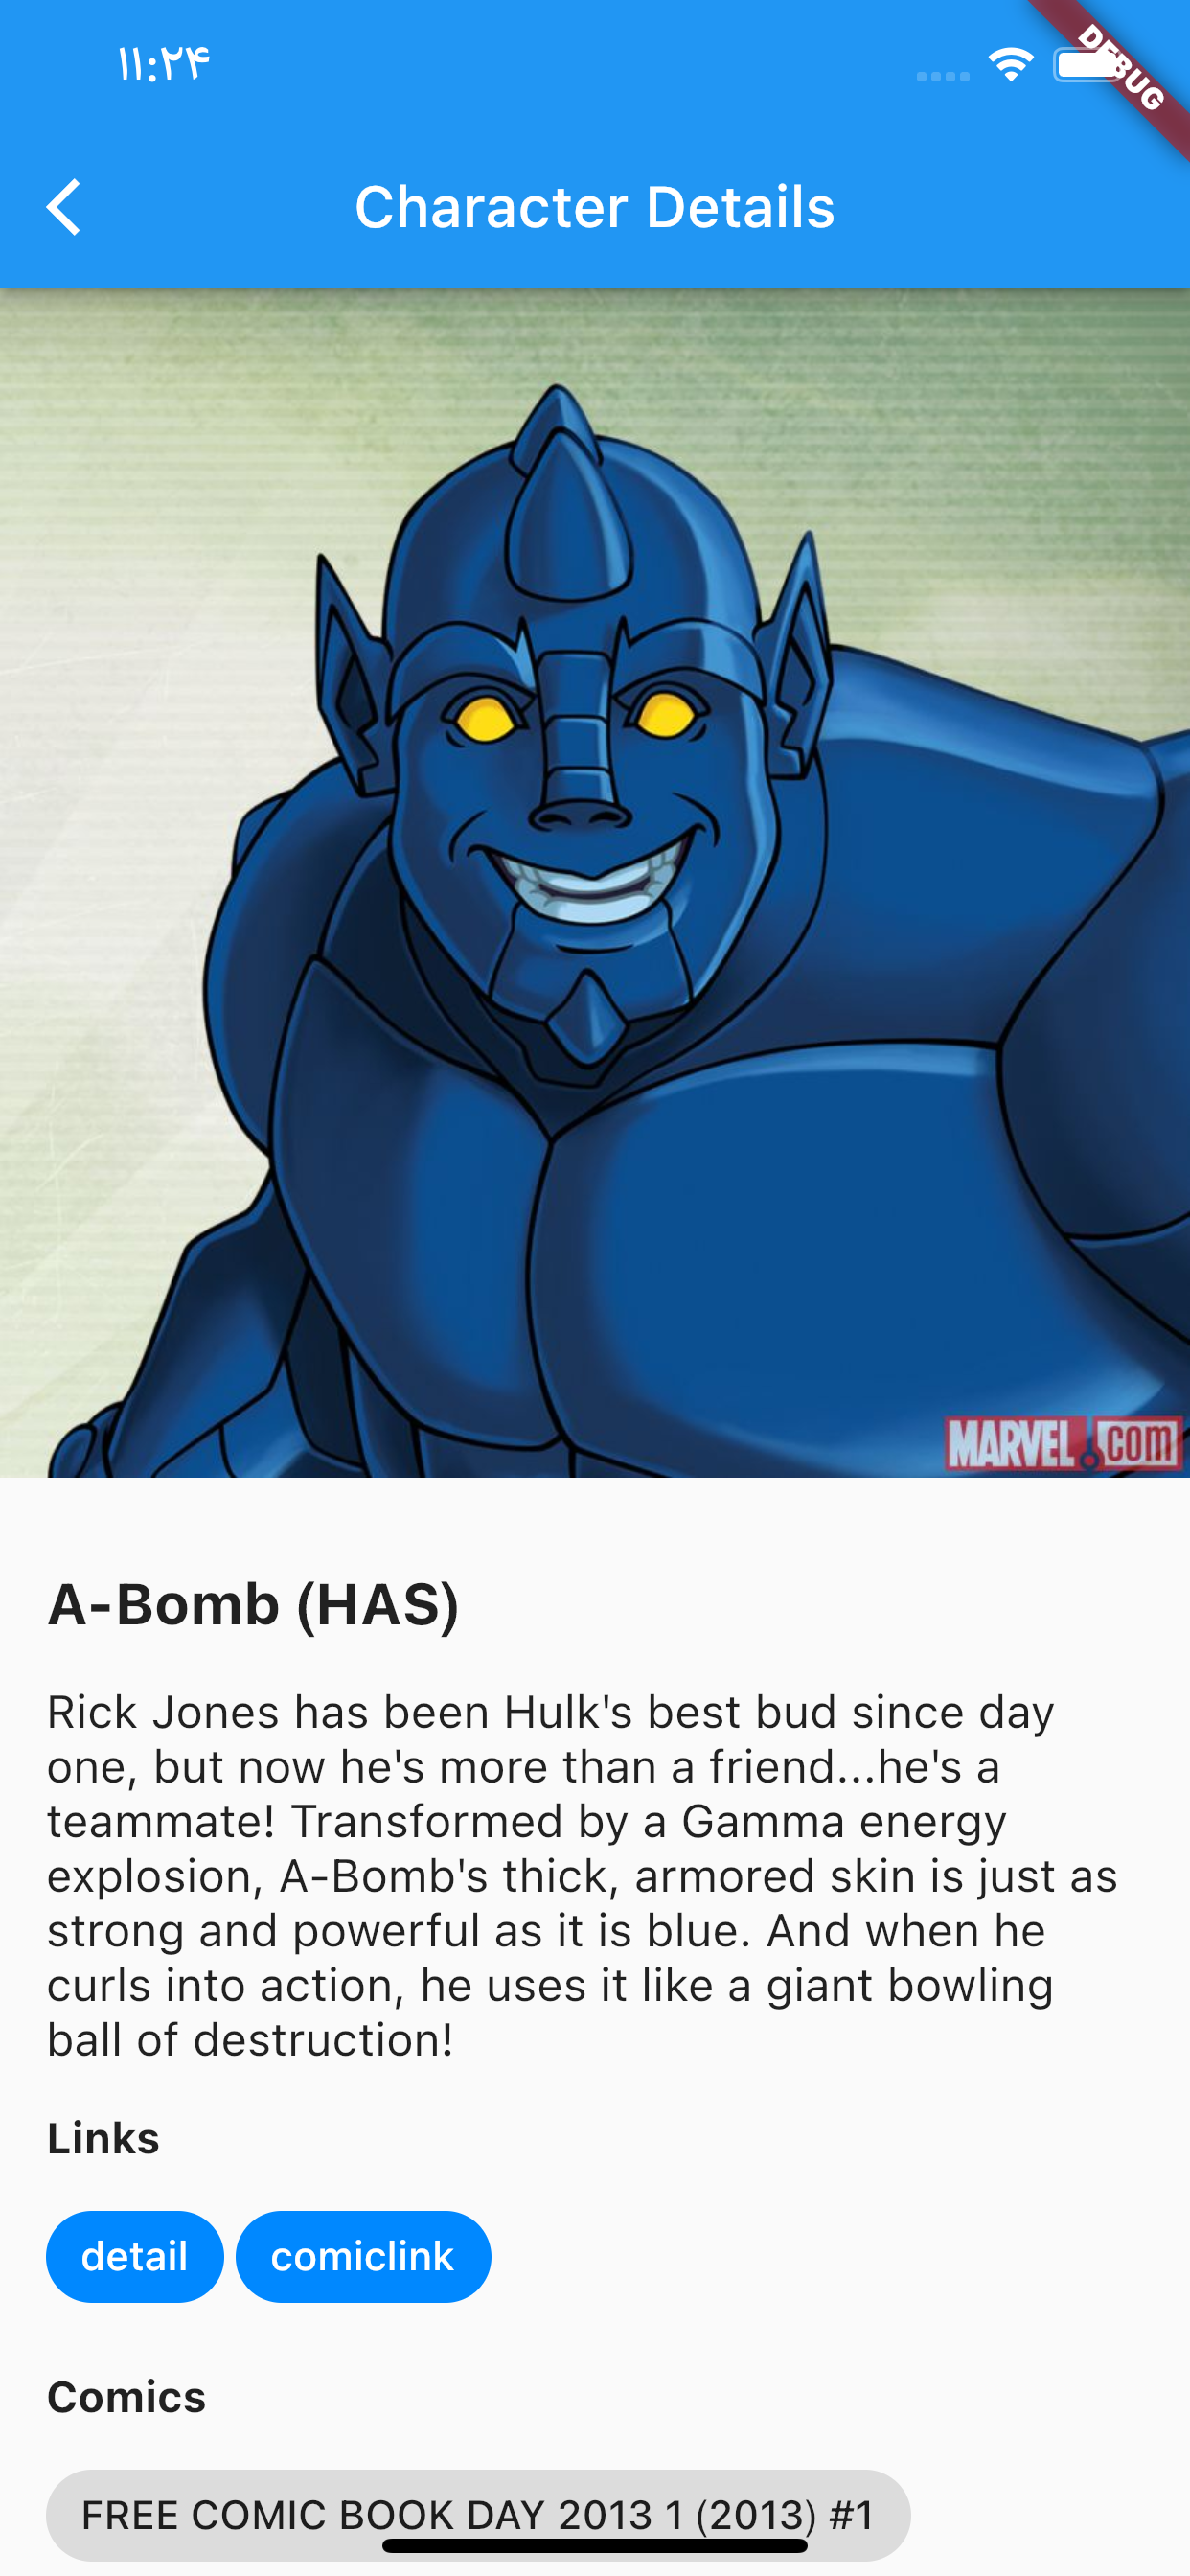 ۱۱:۲۴
DEBUG
Character Details
MARVEL.COM
A-Bomb (HAS)
Rick Jones has been Hulk's best bud since day
one, but now he's more than a friend...he's a
teammate! Transformed by a Gamma energy
explosion, A-Bomb's thick, armored skin is just as
strong and powerful as it is blue. And when he
curls into action, he uses it like a giant bowling
ball of destruction!
Links
detail comiclink
Comics
FREE COMIC BOOK DAY 2013 1 (2013) #1